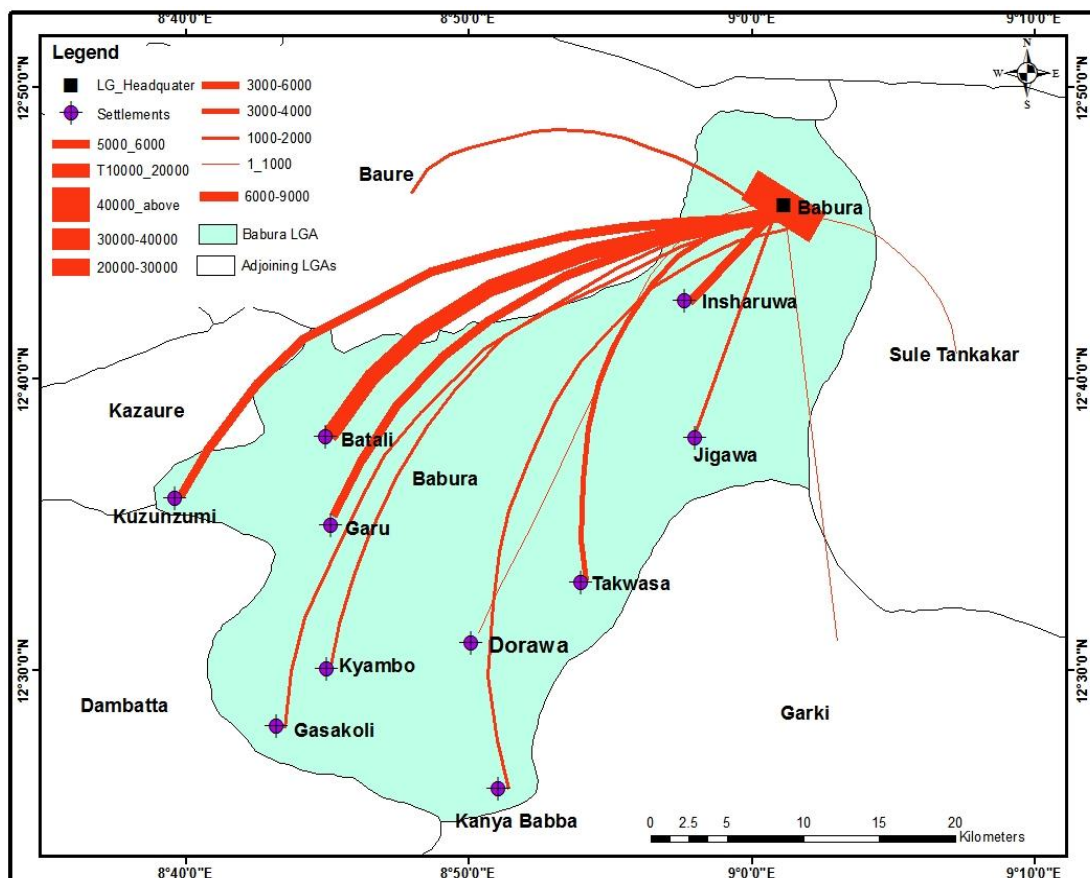 8°40'0"E
8°50'0"E
9°0'0"E
9°10'0"E
Legend
LG_Headquater
Settlements
5000_6000
T10000_20000
40000_above
30000-40000
20000-30000
3000-6000
3000-4000
1000-2000
1_1000
6000-9000
Babura LGA
Adjoining LGAs
N
W
E
S
12°50'0"N
12°50'0"N
Baure
Babura
Insharuwa
Sule Tankakar
12°40'0"N
12°40'0"N
Kazaure
Batali
Jigawa
Babura
Kuzunzumi
Garu
Takwasa
Dorawa
12°30'0"N
12°30'0"N
Kyambo
Dambatta
Gasakoli
Garki
Kanya Babba
0 2.5 5 10 15 20
Kilometers
8°40'0"E
8°50'0"E
9°0'0"E
9°10'0"E